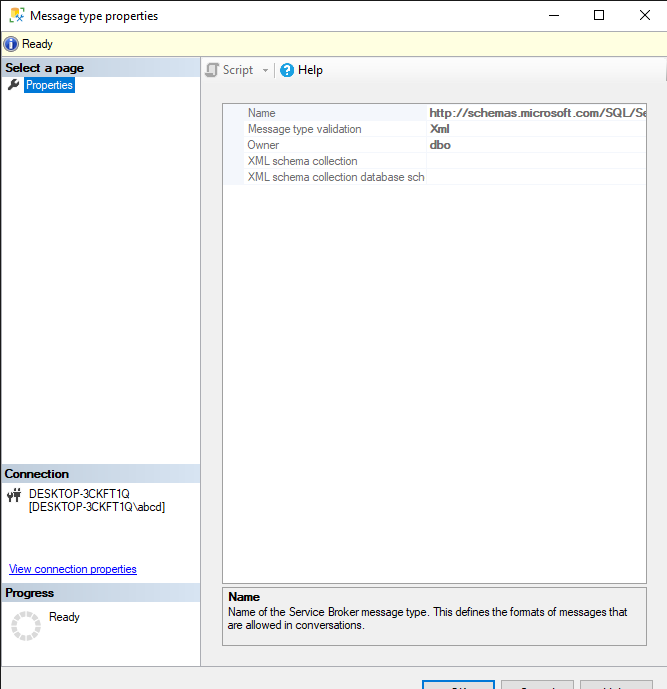 Message type properties
Ready
Select a page
Properties
Script
Help
Name http://schemas.microsoft.com/SQL/Se
Message type validation Xml
Owner dbo
XML schema collection
XML schema collection database sch
Connection
DESKTOP-3CKFT1Q
[DESKTOP-3CKFT1Q\abcd]
View connection properties
Progress
Ready
Name
Name of the Service Broker message type. This defines the formats of messages that
are allowed in conversations.